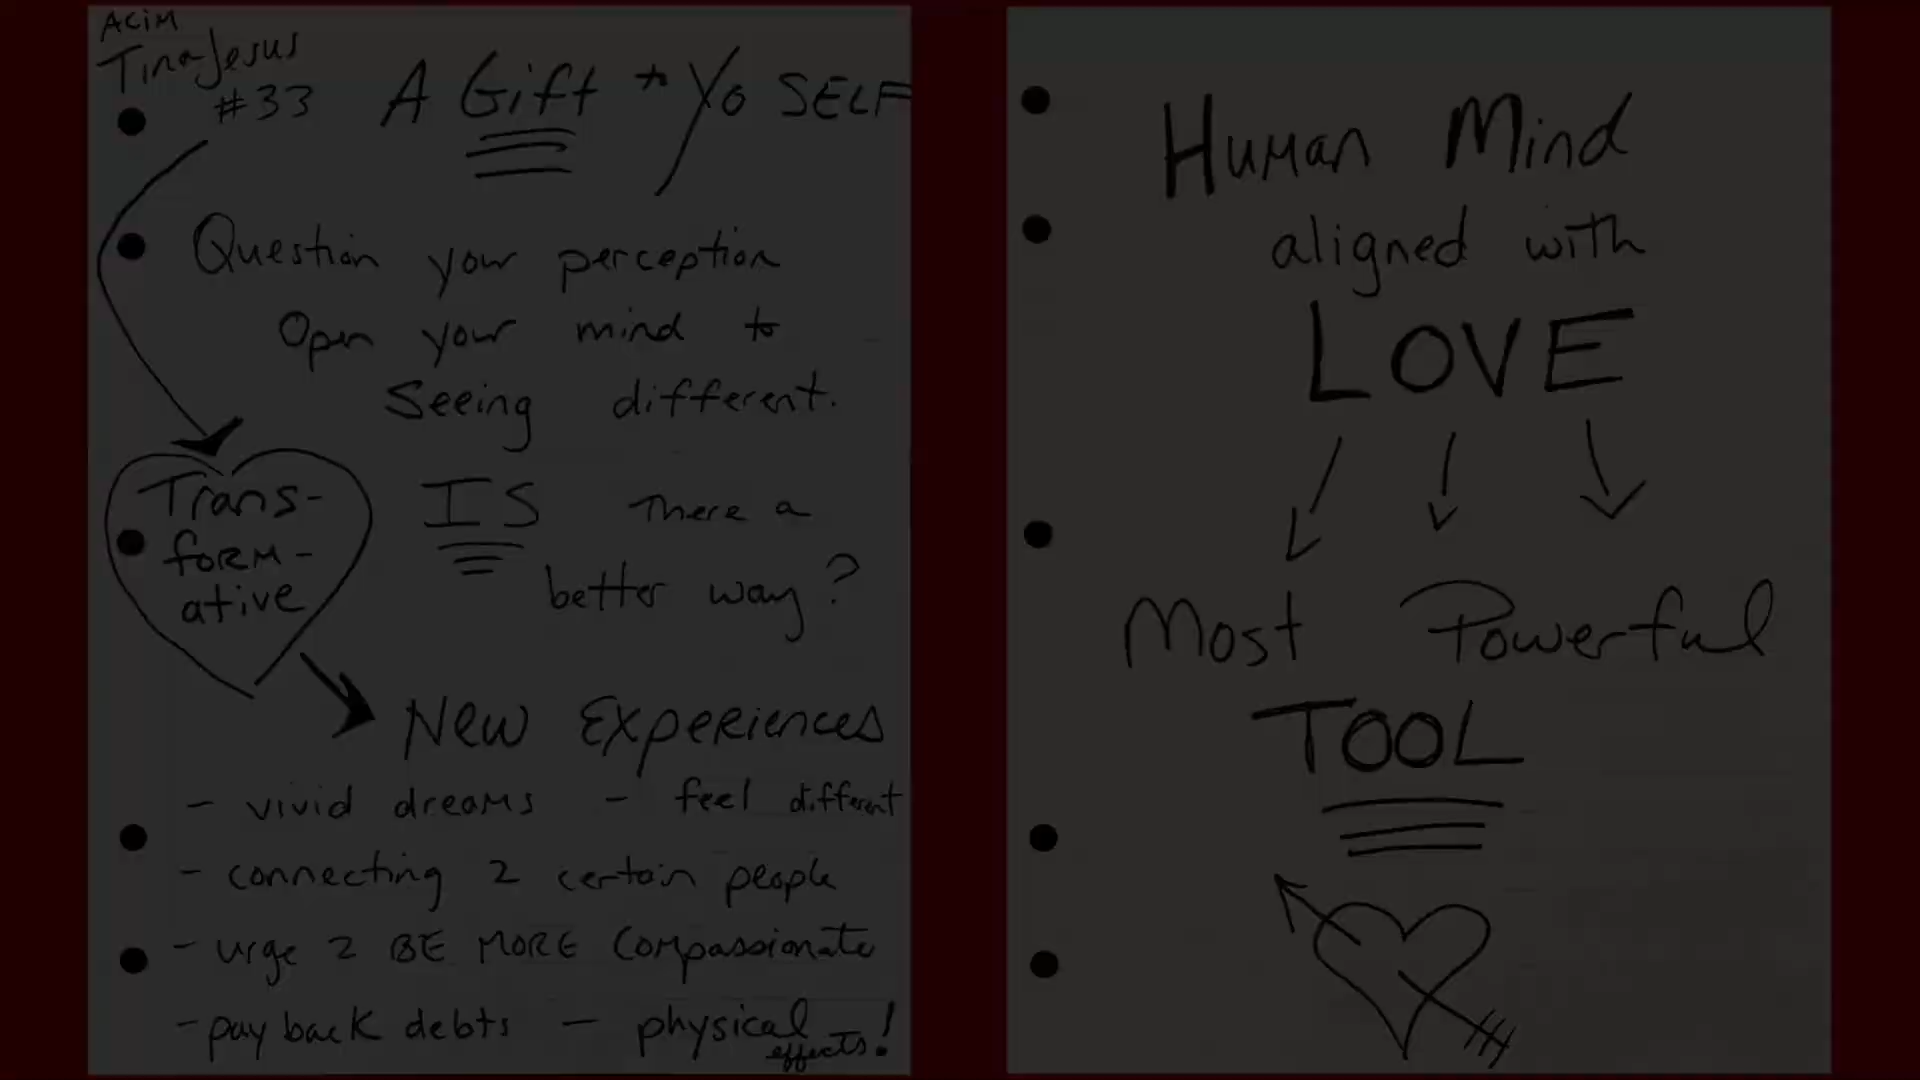 ACIM
Tina-Jesus
#33
A Gift to Yo SELF
Question your perception
Open your mind to
Seeing different.
Trans-
form-
ative
IS there a
better way?
New Experiences
- vivid dreams - feel different
- connecting 2 certain people
- urge 2 BE MORE Compassionate
- pay back debts - physical
effects!
Human Mind
aligned with
LOVE
Most Powerful
TOOL